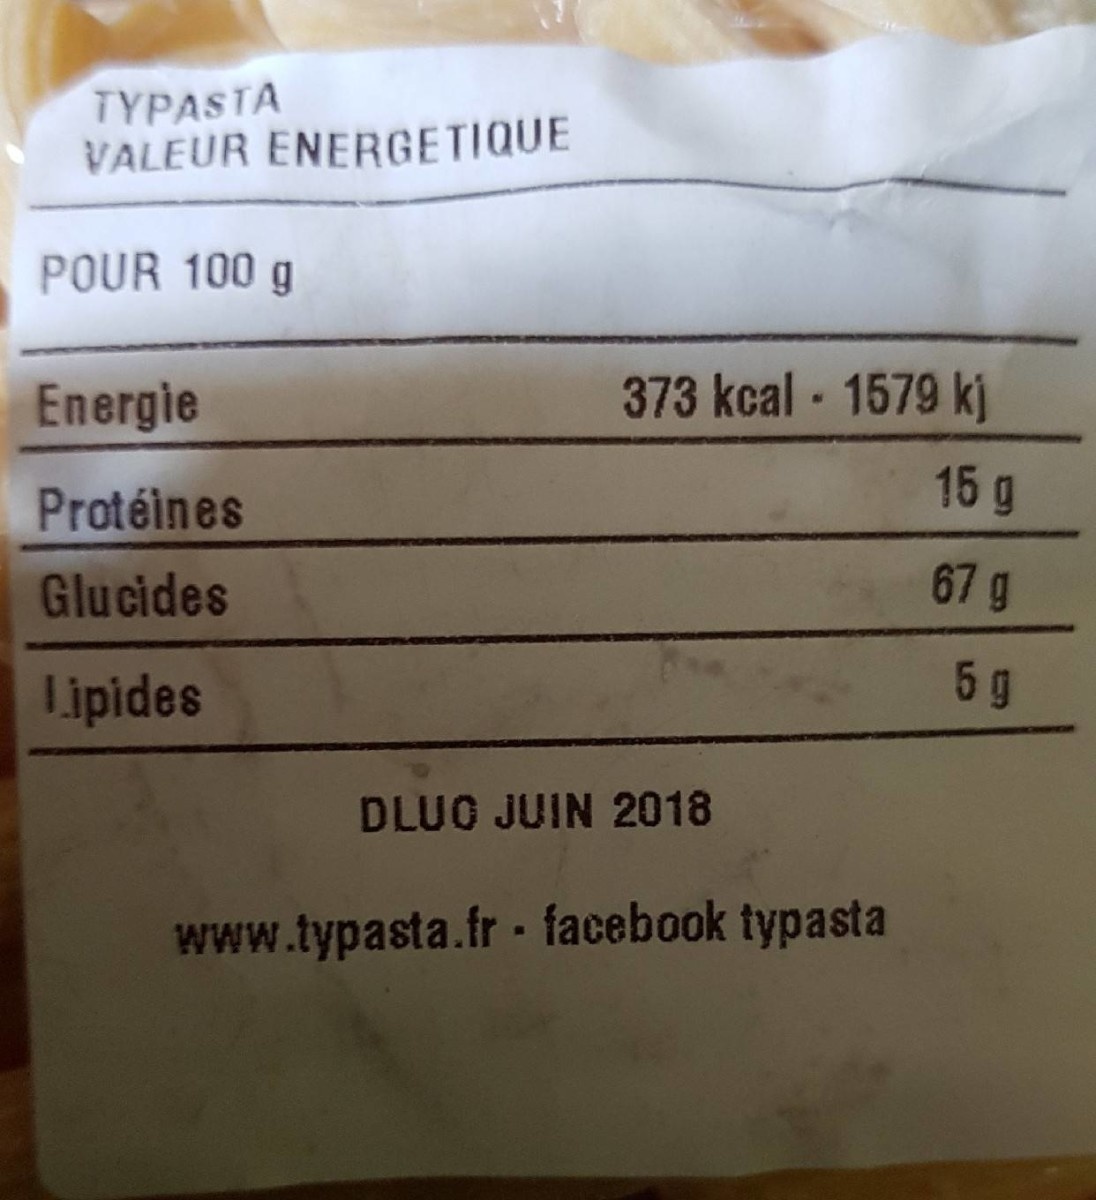 TYPASTA
VALEUR ENERGETIQUE
POUR 100 g
Energie 373 kcal · 1579 kj
Protéines 15 g
Glucides 67 g
Lipides 5 g
DLUO JUIN 2018
www.typasta.fr · facebook typasta